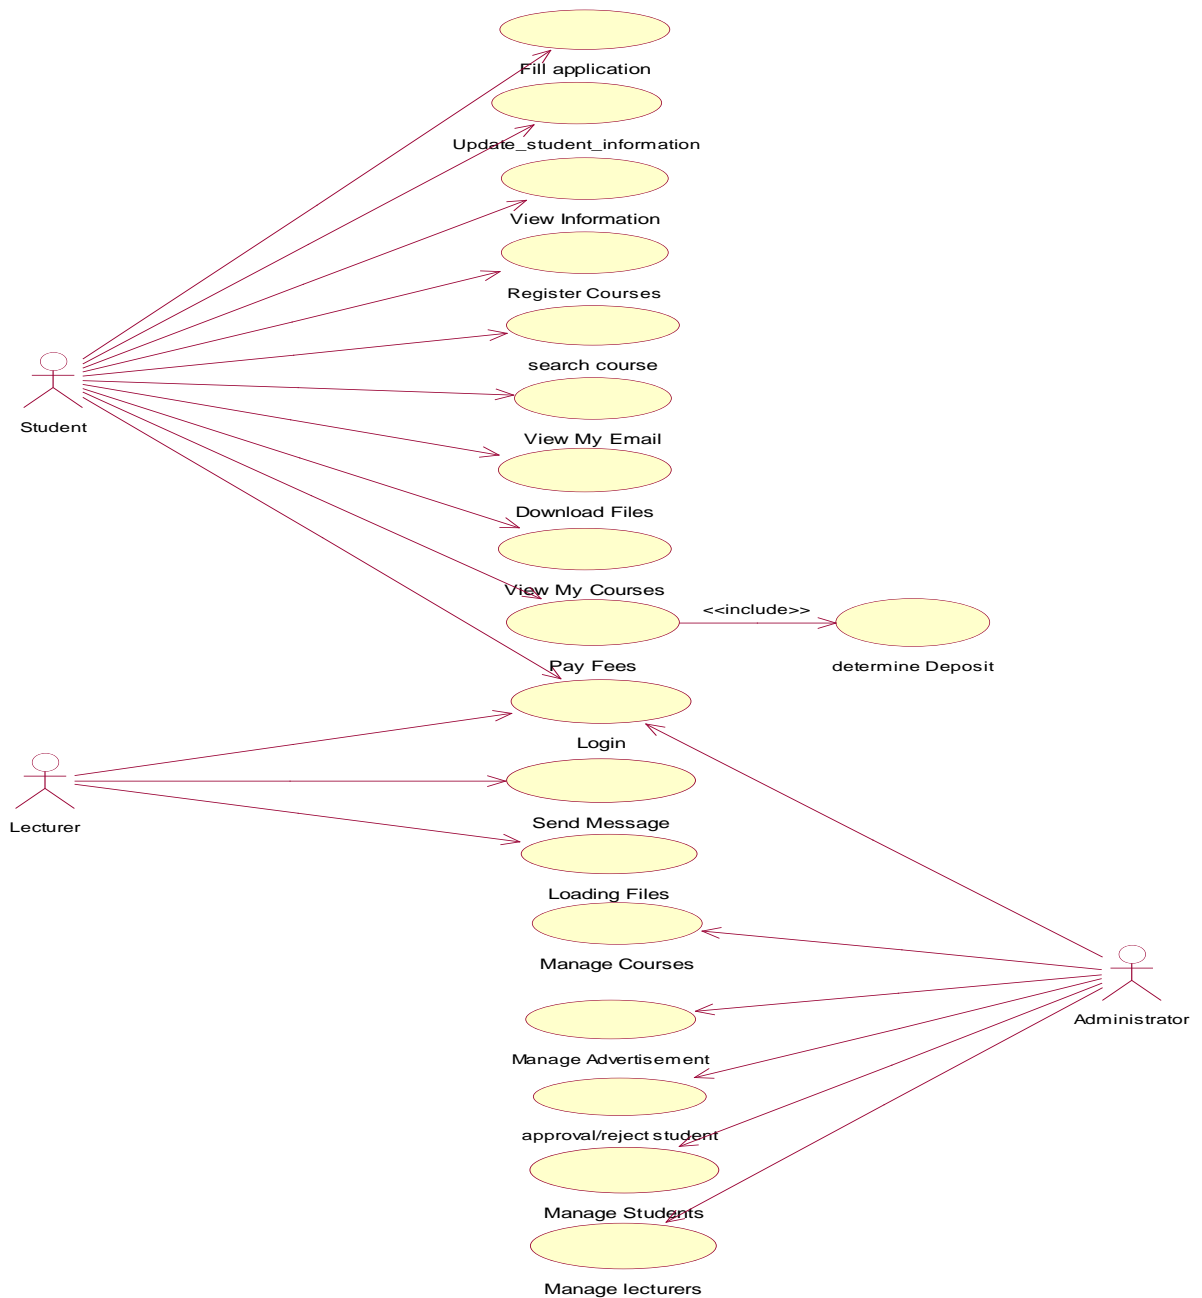 Fill application
Update_student_information
View Information
Register Courses
search course
Student
View My Email
Download Files
View My Courses
<<include>>
Pay Fees
determine Deposit
Login
Lecturer
Send Message
Loading Files
Manage Courses
Administrator
Manage Advertisement
approval/reject student
Manage Students
Manage lecturers